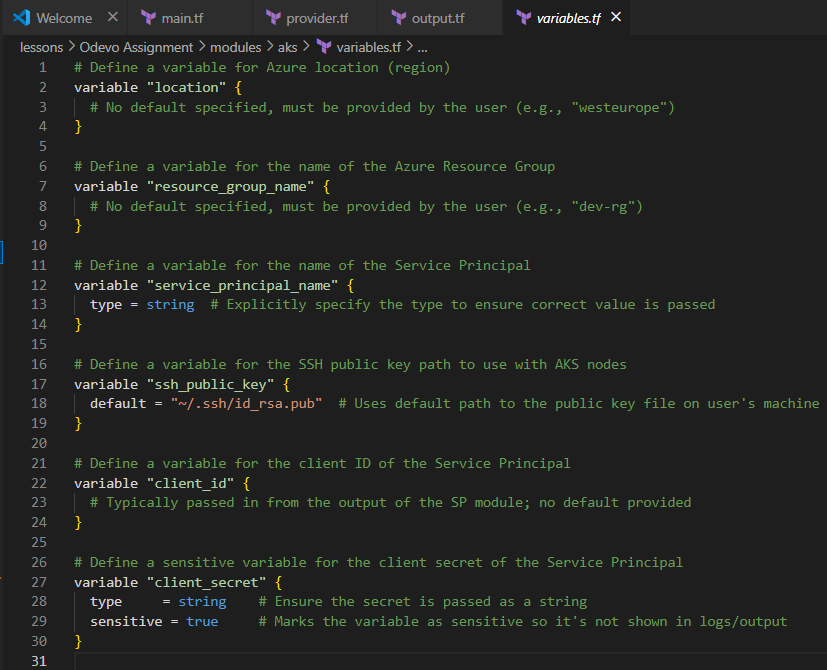 Welcome main.tf provider.tf output.tf variables.tf
lessons > Odevo Assignment > modules > aks > variables.tf > ...
1 # Define a variable for Azure location (region)
2 variable "location" {
3 # No default specified, must be provided by the user (e.g., "westeurope")
4 }
5
6 # Define a variable for the name of the Azure Resource Group
7 variable "resource_group_name" {
8 # No default specified, must be provided by the user (e.g., "dev-rg")
9 }
10
11 # Define a variable for the name of the Service Principal
12 variable "service_principal_name" {
13 type = string # Explicitly specify the type to ensure correct value is passed
14 }
15
16 # Define a variable for the SSH public key path to use with AKS nodes
17 variable "ssh_public_key" {
18 default = "~/.ssh/id_rsa.pub" # Uses default path to the public key file on user's machine
19 }
20
21 # Define a variable for the client ID of the Service Principal
22 variable "client_id" {
23 # Typically passed in from the output of the SP module; no default provided
24 }
25
26 # Define a sensitive variable for the client secret of the Service Principal
27 variable "client_secret" {
28 type = string # Ensure the secret is passed as a string
29 sensitive = true # Marks the variable as sensitive so it's not shown in logs/output
30 }
31